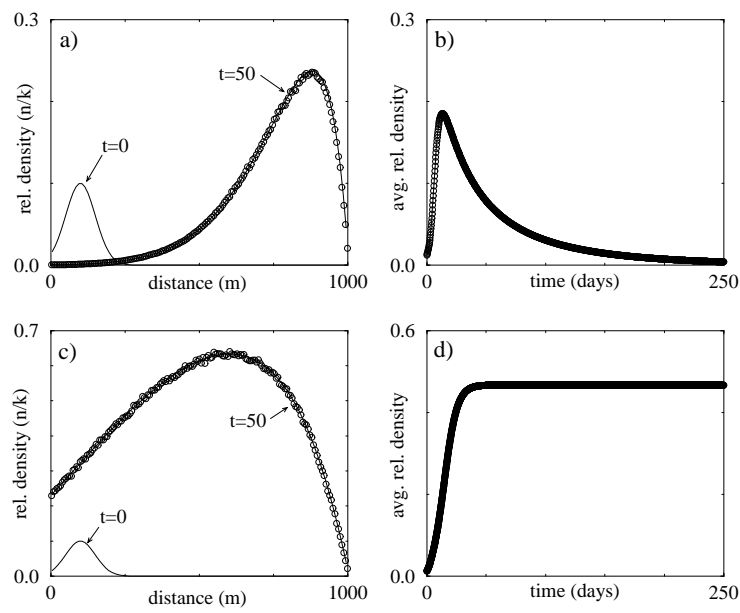 0.3
a)
t=50
t=0
rel. density (n/k)
0.0
0
distance (m)
1000
0.3
b)
avg. rel. density
0.0
0
time (days)
250
0.7
c)
t=50
t=0
rel. density (n/k)
0.0
0
distance (m)
1000
0.6
d)
avg. rel. density
0.0
0
time (days)
250